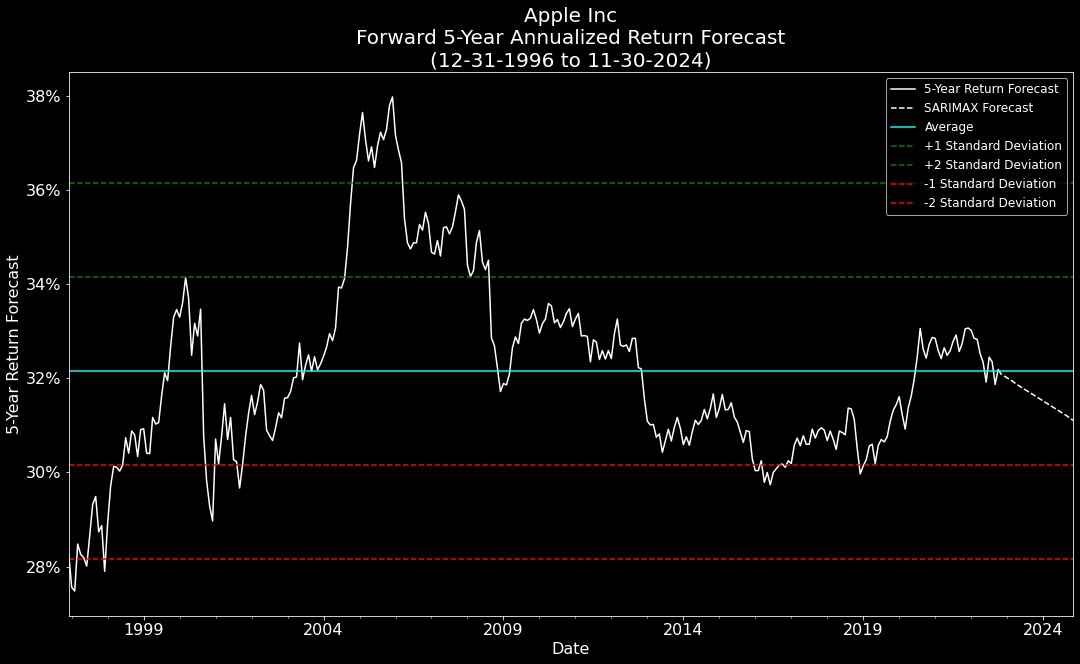 Apple Inc
Forward 5-Year Annualized Return Forecast
(12-31-1996 to 11-30-2024)
5-Year Return Forecast
SARIMAX Forecast
Average
+1 Standard Deviation
+2 Standard Deviation
-1 Standard Deviation
-2 Standard Deviation
5-Year Return Forecast
38%
36%
34%
32%
30%
28%
1999 2004 2009 2014 2019 2024
Date